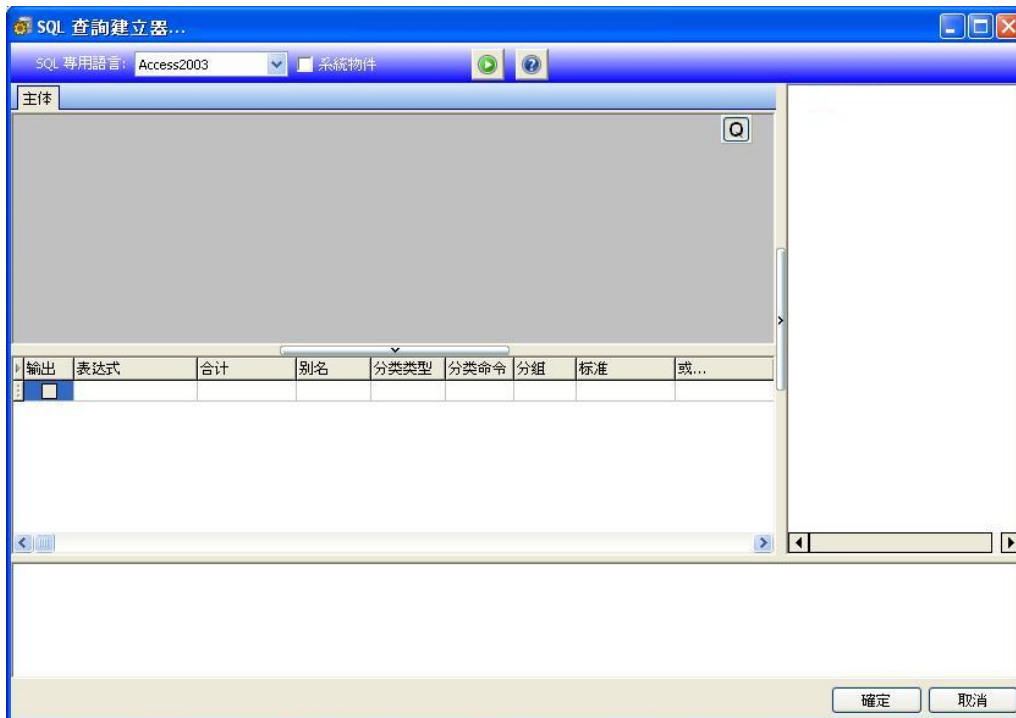 SQL 查詢建立器...
SQL 專用語言: Access2003 系統物件
主体
Q
输出 表达式 合计 别名 分类类型 分类命令 分组 标准 或...
確定 取消